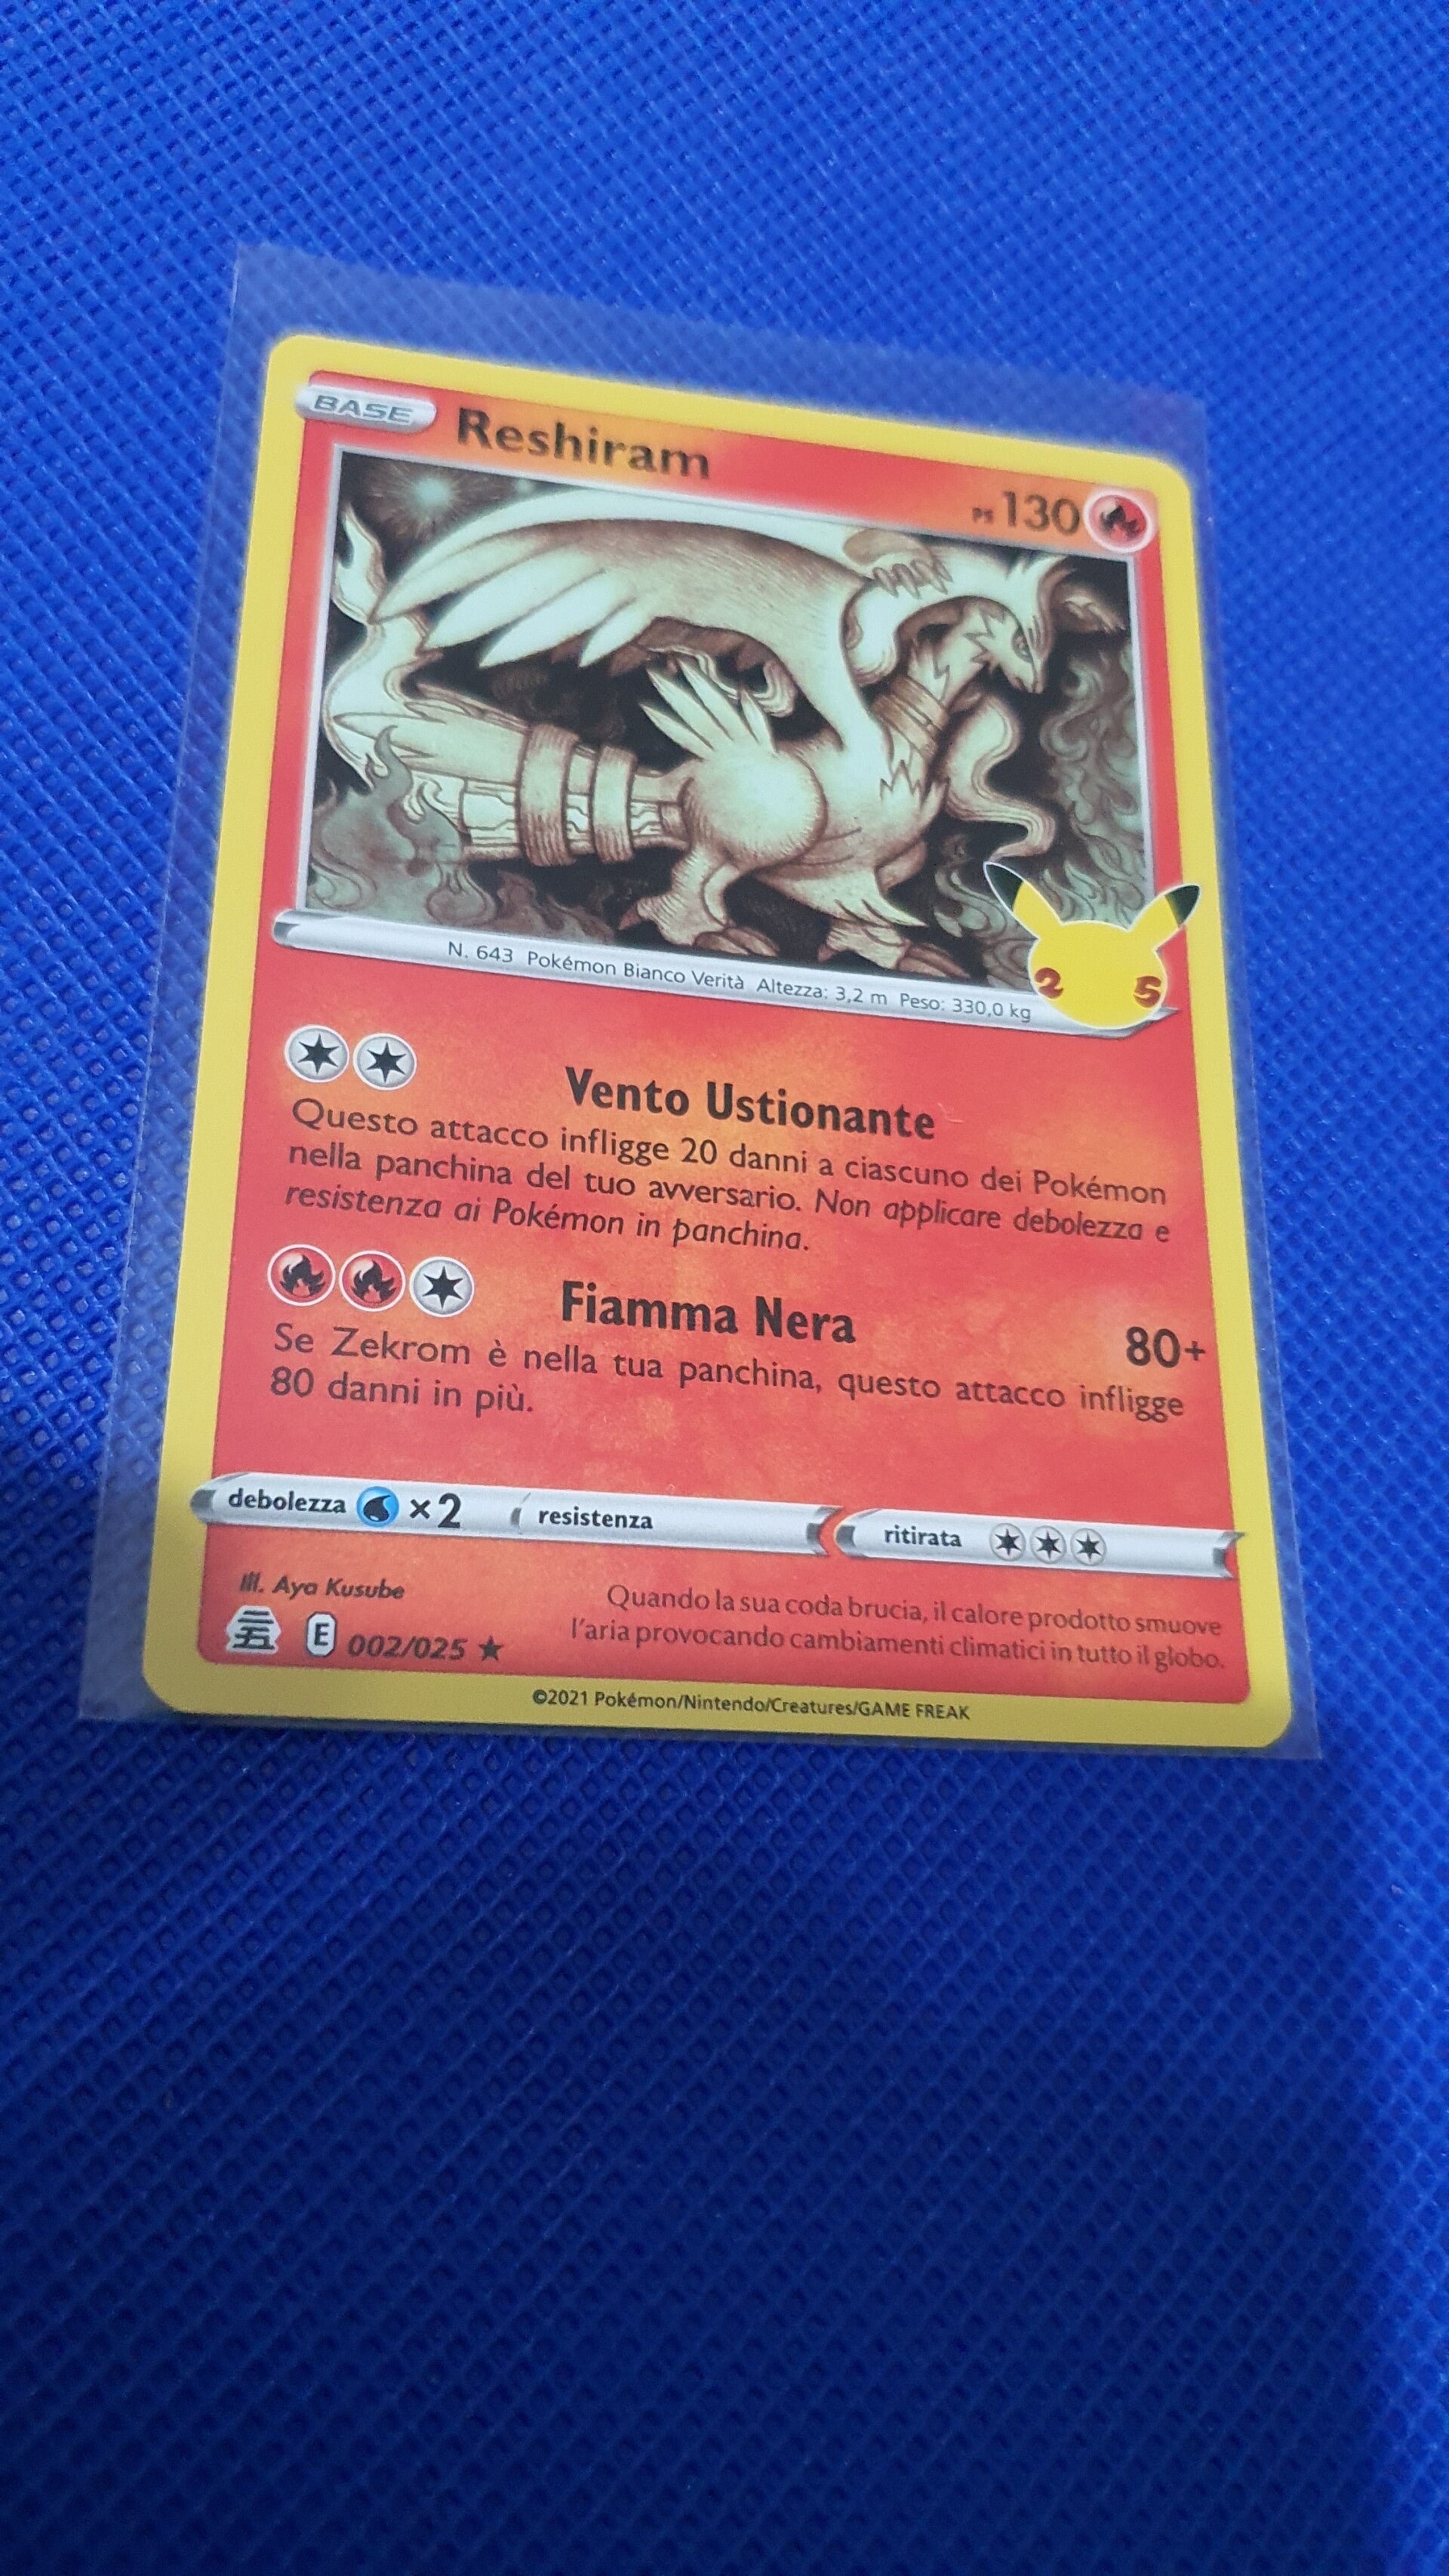 BASE Reshiram
PS 130
N. 643 Pokémon Bianco Verità Altezza: 3,2 m Peso: 330,0 kg
2 5
Vento Ustionante
Questo attacco infligge 20 danni a ciascuno dei Pokémon
nella panchina del tuo avversario. Non applicare debolezza e
resistenza ai Pokémon in panchina.
Fiamma Nera 80+
Se Zekrom è nella tua panchina, questo attacco infligge
80 danni in più.
debolezza ×2 resistenza ritirata
Ill. Aya Kusube
E 002/025 ★
Quando la sua coda brucia, il calore prodotto smuove
l'aria provocando cambiamenti climatici in tutto il globo.
©2021 Pokémon/Nintendo/Creatures/GAME FREAK